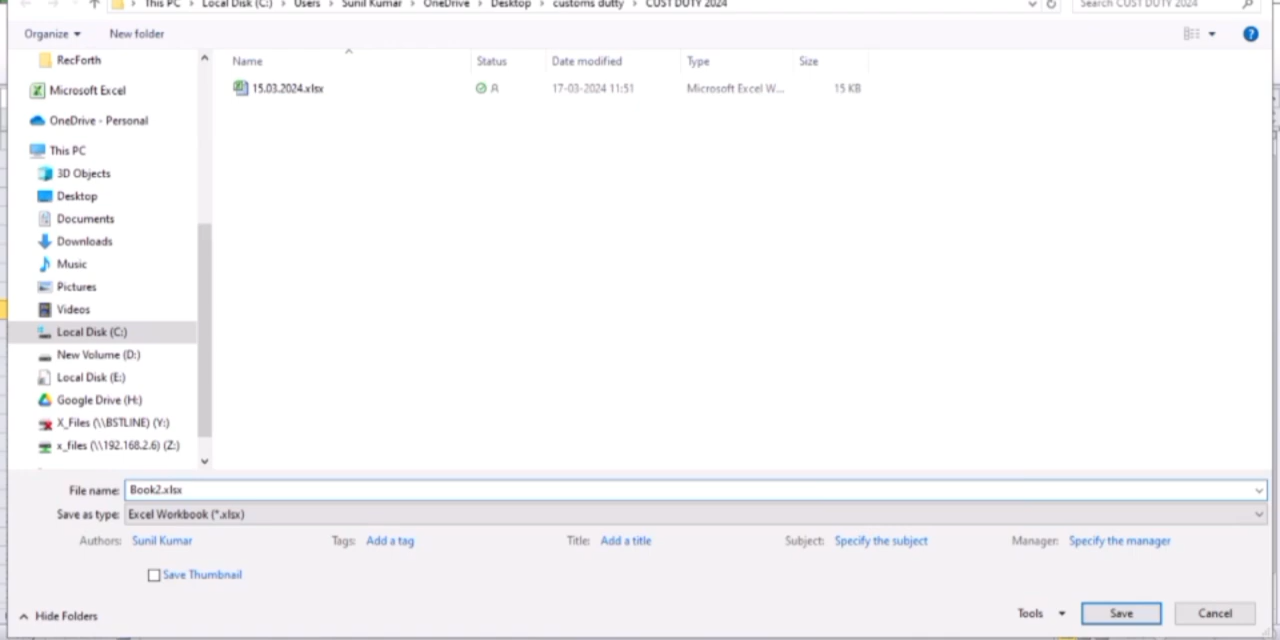 This PC > Local Disk (C:) > Users > Sunil Kumar > OneDrive > Desktop > customs dutty > CUST DUTY 2024
Search CUST DUTY 2024
Organize
New folder
Name Status Date modified Type Size
15.03.2024.xlsx 17-03-2024 11:51 Microsoft Excel W... 15 KB
RecForth
Microsoft Excel
OneDrive - Personal
This PC
3D Objects
Desktop
Documents
Downloads
Music
Pictures
Videos
Local Disk (C:)
New Volume (D:)
Local Disk (E:)
Google Drive (H:)
X_Files (\\BSTLINE) (Y:)
x_files (\\192.168.2.6) (Z:)
File name: Book2.xlsx
Save as type: Excel Workbook (*.xlsx)
Authors: Sunil Kumar Tags: Add a tag Title: Add a title Subject: Specify the subject Manager: Specify the manager
Save Thumbnail
Hide Folders
Tools Save Cancel